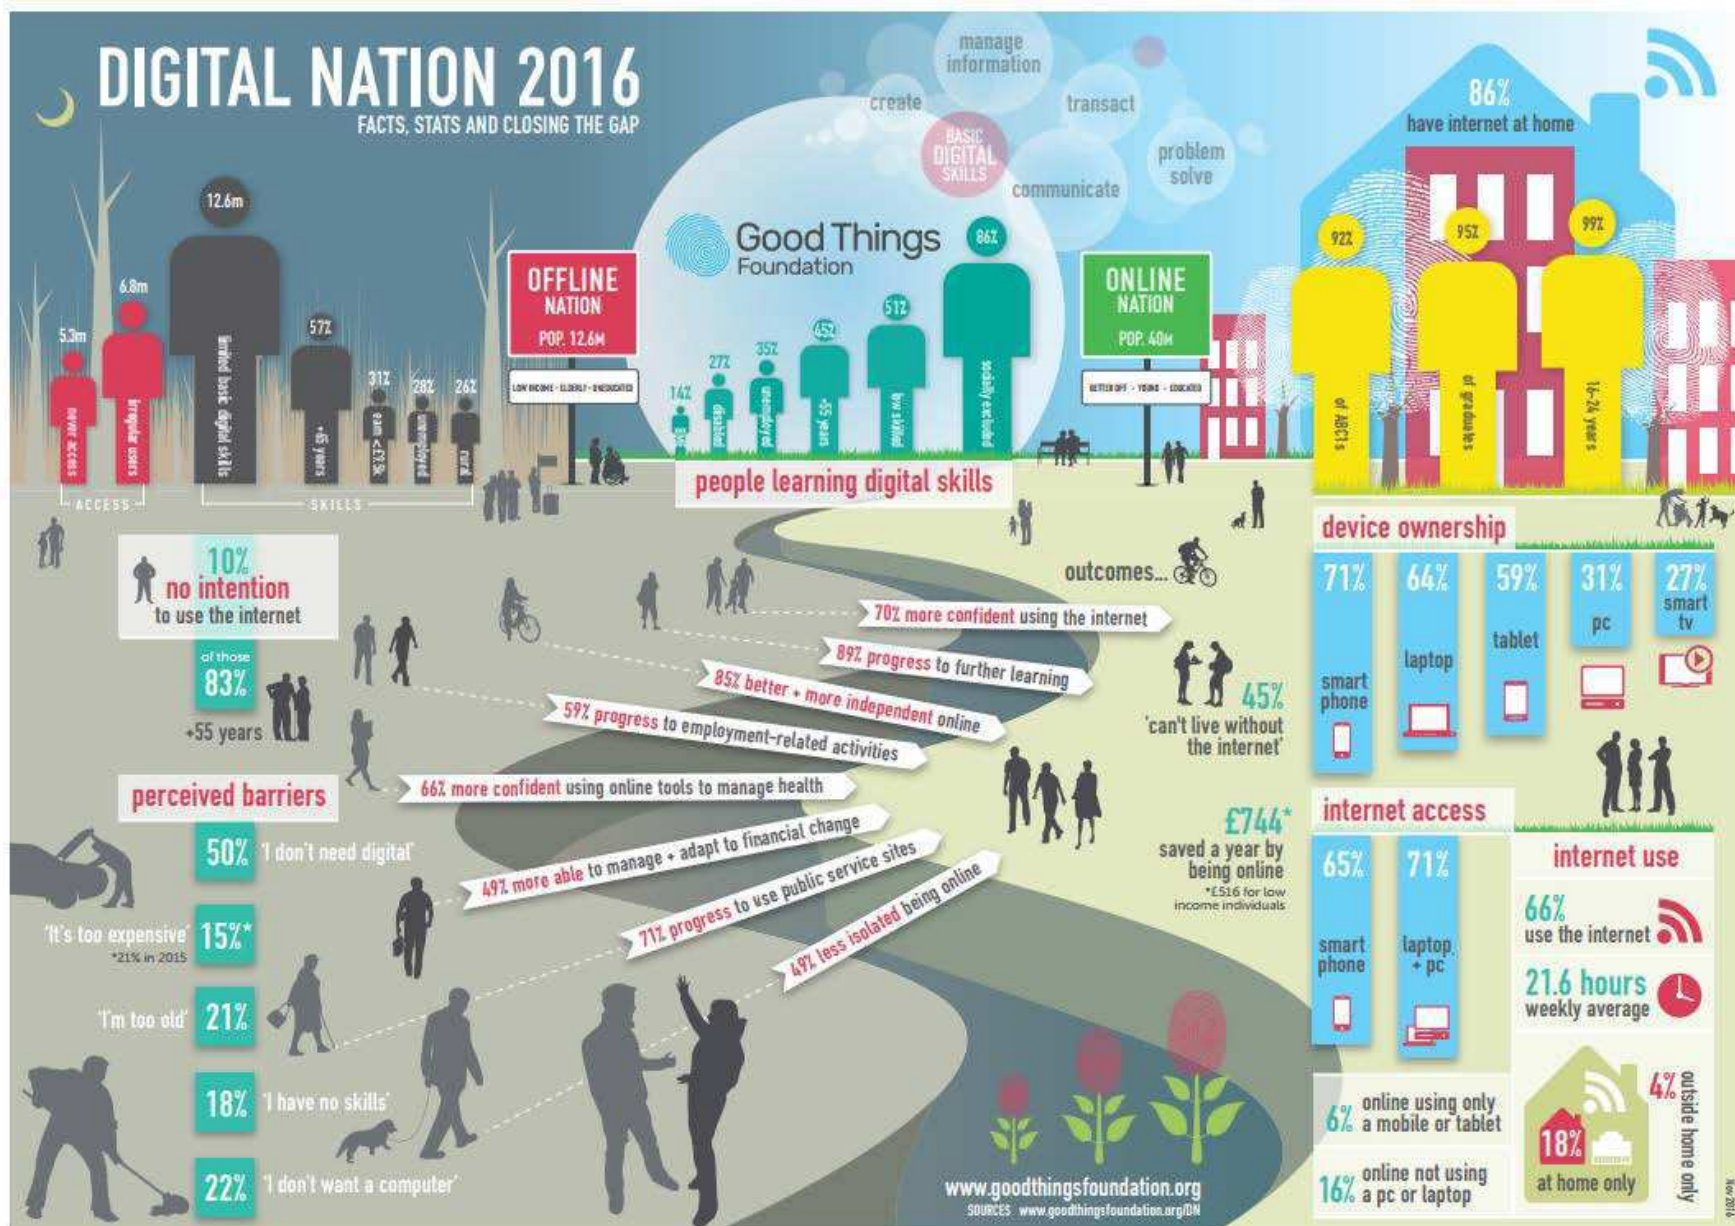 DIGITAL NATION 2016
FACTS, STATS AND CLOSING THE GAP
manage
information
create
transact
BASIC
DIGITAL
SKILLS
problem
solve
communicate
Good Things
Foundation
86%
have internet at home
5.3m
never access
6.8m
irregular users
ACCESS
12.6m
limited basic digital skills
57%
+65 years
31%
28%
unemployed
26%
rural
SKILLS
OFFLINE
NATION
POP. 12.6M
LOW INCOME - ELDERLY - UNEDUCATED
14%
27%
disabled
35%
unemployed
45%
+55 years
51%
low skilled
86%
socially excluded
people learning digital skills
ONLINE
NATION
POP. 40M
BETTER OFF - YOUNG - EDUCATED
92%
of ABC1s
95%
of graduates
99%
16-24 years
10%
no intention
to use the internet
of those
83%
+55 years
perceived barriers
50%
'I don't need digital'
'It's too expensive'
15%*
*21% in 2015
'I'm too old'
21%
18%
'I have no skills'
22%
'I don't want a computer'
outcomes...
70% more confident using the internet
89% progress to further learning
85% better + more independent online
59% progress to employment-related activities
66% more confident using online tools to manage health
49% more able to manage + adapt to financial change
71% progress to use public service sites
49% less isolated being online
45%
'can't live without
the internet'
£744*
saved a year by
being online
*£516 for low
income individuals
device ownership
71%
smart
phone
64%
laptop
59%
tablet
31%
pc
27%
smart
tv
internet access
65%
smart
phone
71%
laptop
+ pc
6%
online using only
a mobile or tablet
16%
online not using
a pc or laptop
internet use
66%
use the internet
21.6 hours
weekly average
18%
at home only
4%
outside home only
www.goodthingsfoundation.org
SOURCES www.goodthingsfoundation.org/DN